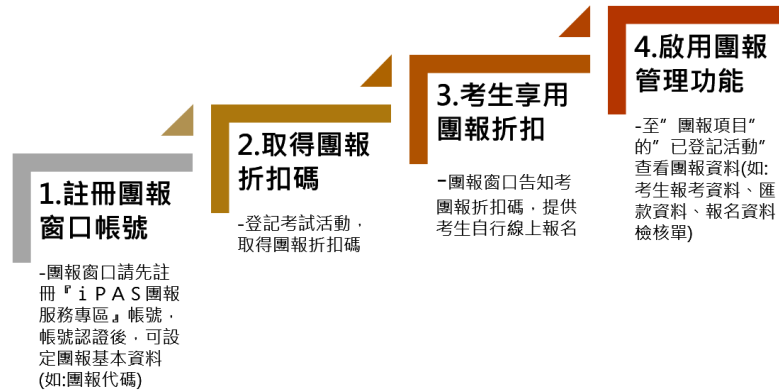 1.註冊團報
窗口帳號
-團報窗口請先註
冊『ｉＰＡＳ團報
服務專區』帳號，
帳號認證後，可設
定團報基本資料
(如:團報代碼)
2.取得團報
折扣碼
-登記考試活動，
取得團報折扣碼
3.考生享用
團報折扣
-團報窗口告知考
團報折扣碼，提供
考生自行線上報名
4.啟用團報
管理功能
-至”團報項目”
的”已登記活動”
查看團報資料(如:
考生報考資料、匯
款資料、報名資料
檢核單)